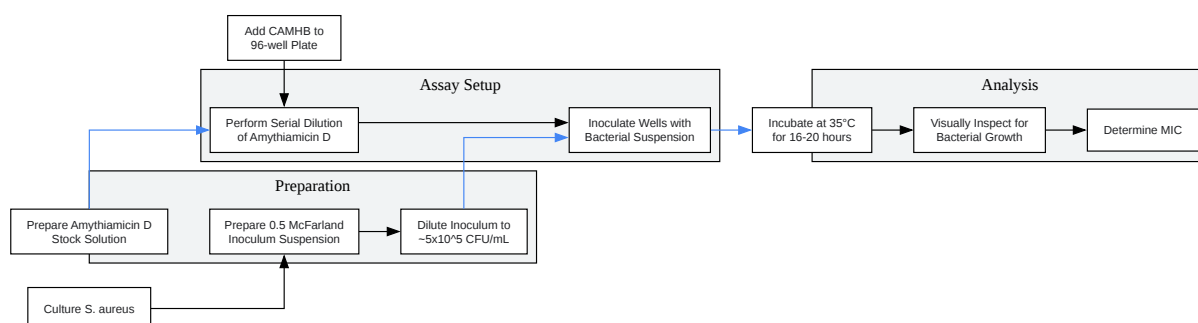 Add CAMHB to
96-well Plate
Assay Setup
Perform Serial Dilution
of Amythiamicin D
Inoculate Wells with
Bacterial Suspension
Analysis
Incubate at 35°C
for 16-20 hours
Visually Inspect for
Bacterial Growth
Determine MIC
Preparation
Prepare Amythiamicin D
Stock Solution
Prepare 0.5 McFarland
Inoculum Suspension
Dilute Inoculum to
~5x10^5 CFU/mL
Culture S. aureus